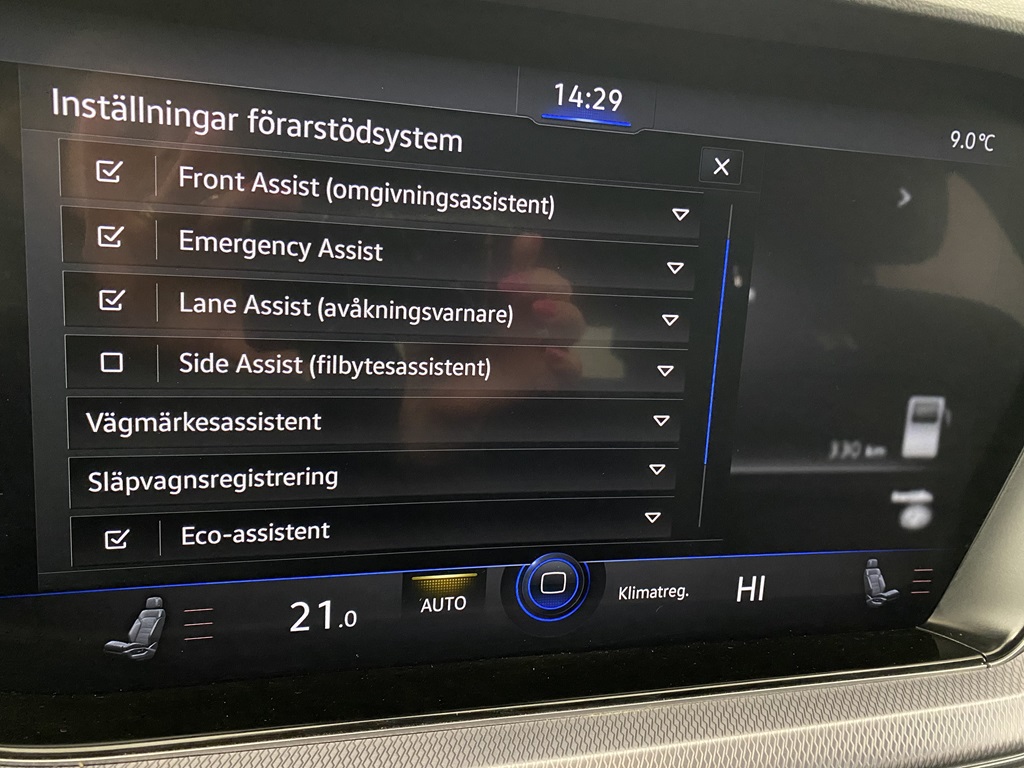 14:29
9.0°C
Inställningar förarstödsystem
Front Assist (omgivningsassistent)
Emergency Assist
Lane Assist (avåkningsvarnare)
Side Assist (filbytesassistent)
Vägmärkesassistent
330 km
Släpvagnsregistrering
Eco-assistent
21.0
AUTO
Klimatreg.
HI